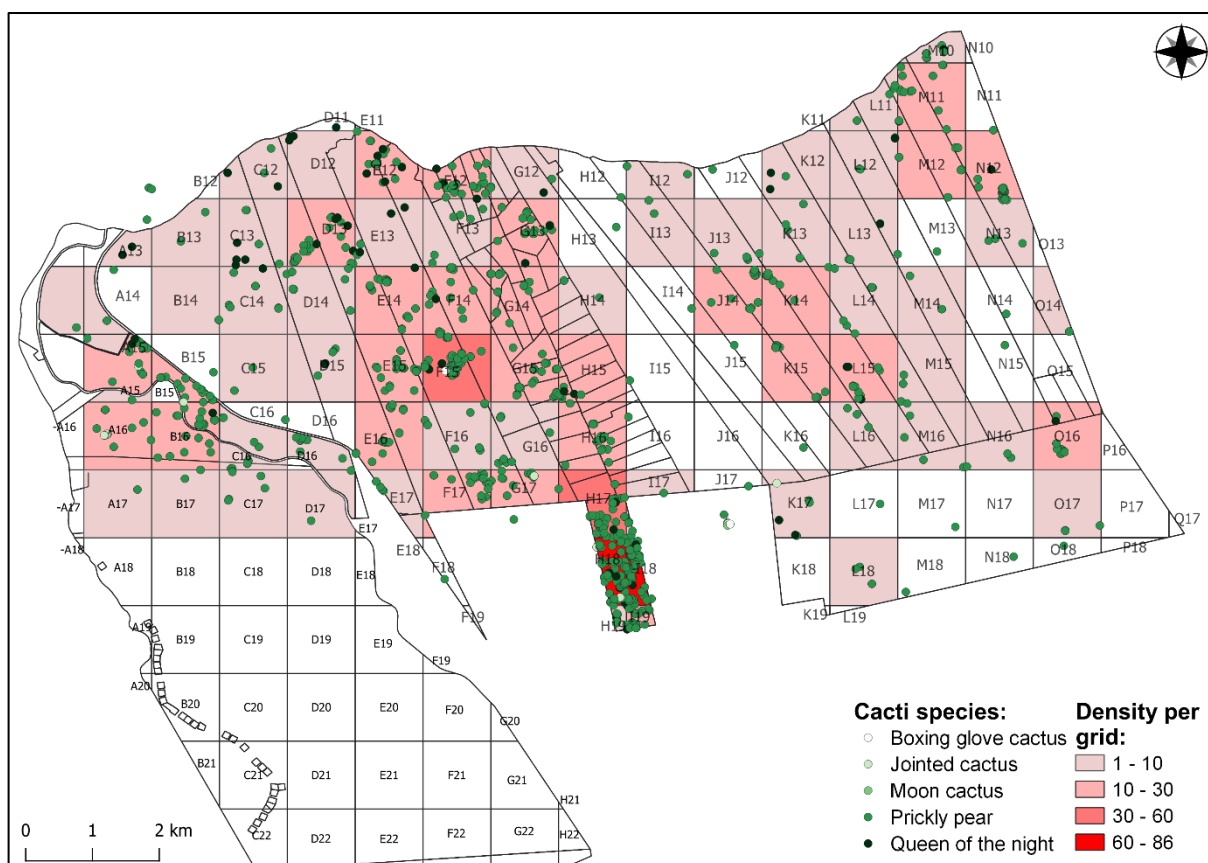 M10 N10
L11 M11 N11
D11 E11 K11
B12 C12 D12 E12 F12 G12 H12 I12 J12 K12 L12 M12 N12
A13 B13 C13 D13 E13 F13 G13 H13 I13 J13 K13 L13 M13 N13 O13
A14 B14 C14 D14 E14 F14 G14 H14 I14 J14 K14 L14 M14 N14 O14
A15 B15 C15 D15 E15 F15 G15 H15 I15 J15 K15 L15 M15 N15 O15
A15 B15
-A16 A16 B16 C16 D16 E16 F16 G16 H16 I16 J16 K16 L16 M16 N16 O16 P16
C16 D16
-A17 A17 B17 C17 D17 E17 F17 G17 H17 I17 J17 K17 L17 M17 N17 O17 P17 Q17
E17
-A18 A18 B18 C18 D18 E18 E18 F18 H18 I18 K18 L18 M18 N18 O18 P18
A19 B19 C19 D19 E19 F19 F19 H19 I19 K19 L19
A20 B20 C20 D20 E20 F20 G20
B21 C21 D21 E21 F21 G21 H21
C22 D22 E22 F22 G22 H22
0 1 2 km
Cacti species:
Boxing glove cactus
Jointed cactus
Moon cactus
Prickly pear
Queen of the night
Density per
grid:
1 - 10
10 - 30
30 - 60
60 - 86